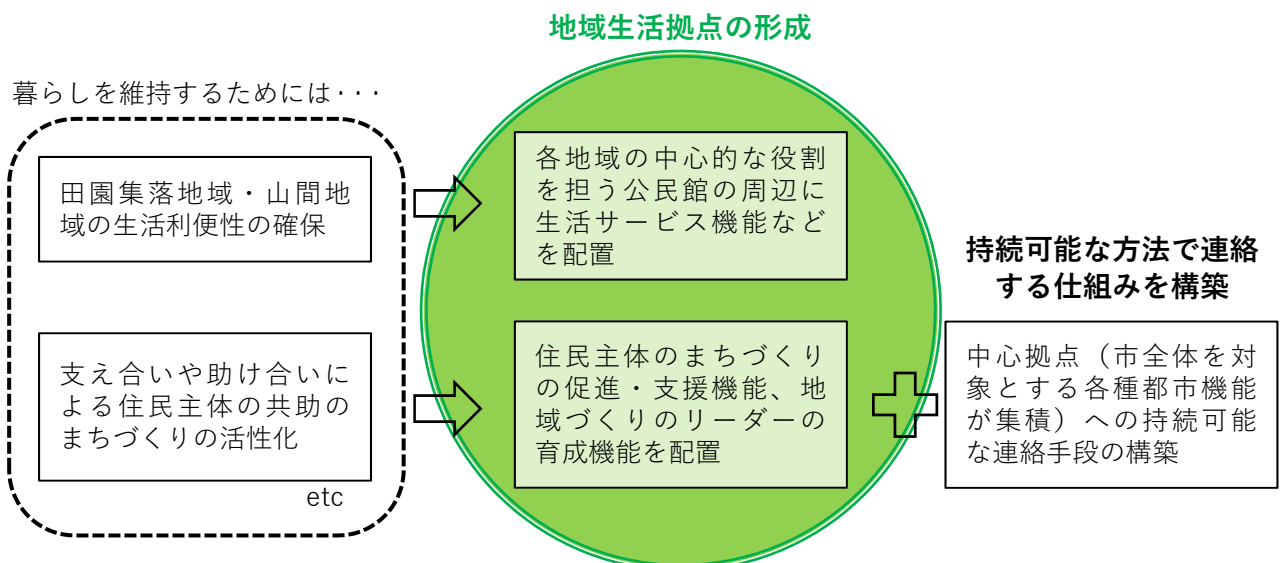 地域生活拠点の形成
暮らしを維持するためには・・・
田園集落地域・山間地
域の生活利便性の確保
支え合いや助け合いに
よる住民主体の共助の
まちづくりの活性化
etc
各地域の中心的な役割
を担う公民館の周辺に
生活サービス機能など
を配置
住民主体のまちづくり
の促進・支援機能、地
域づくりのリーダーの
育成機能を配置
持続可能な方法で連絡
する仕組みを構築
中心拠点（市全体を対
象とする各種都市機能
が集積）への持続可能
な連絡手段の構築